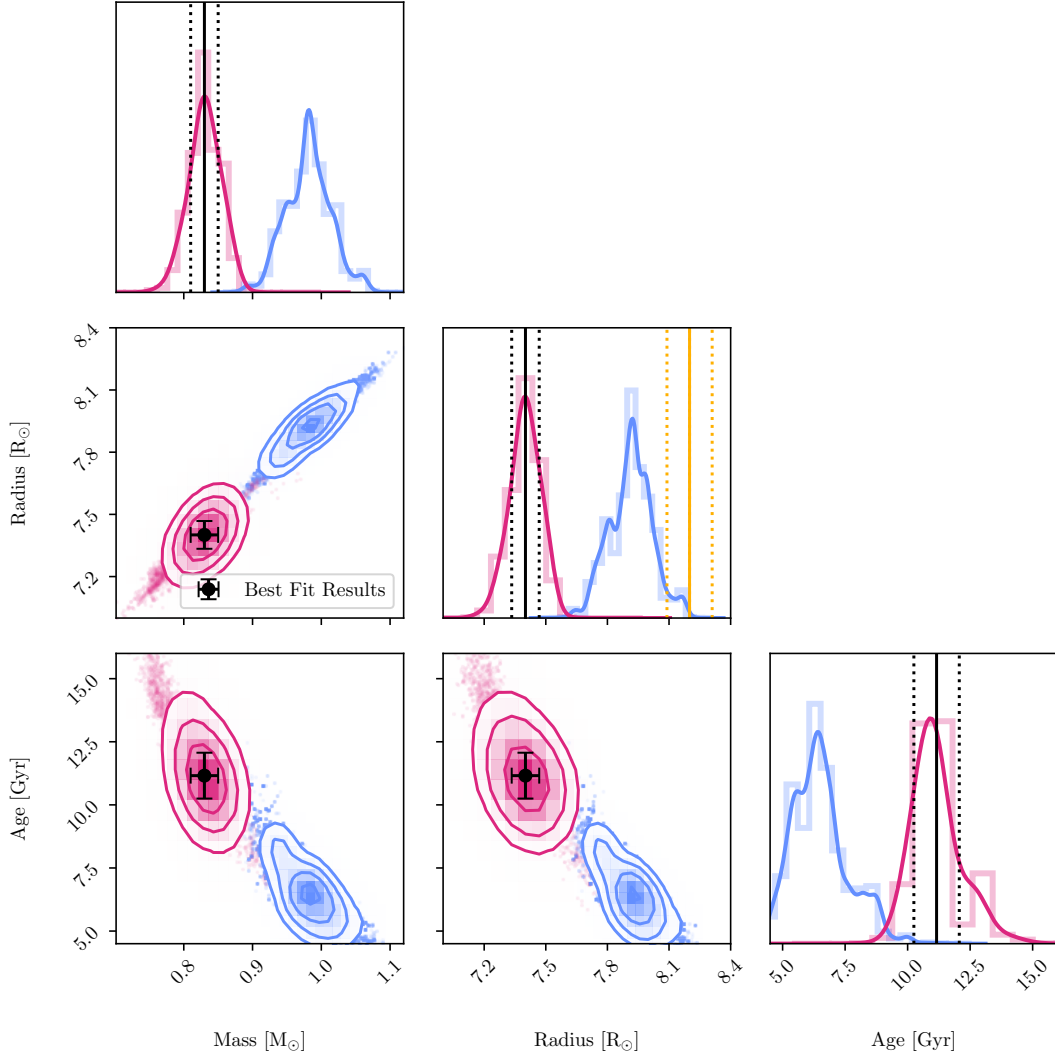 8.4
8.1
7.8
7.5
7.2
Radius [R⊙]
Best Fit Results
15.0
12.5
10.0
7.5
5.0
Age [Gyr]
0.8 0.9 1.0 1.1
7.2 7.5 7.8 8.1 8.4
5.0 7.5 10.0 12.5 15.0
Mass [M⊙] Radius [R⊙] Age [Gyr]